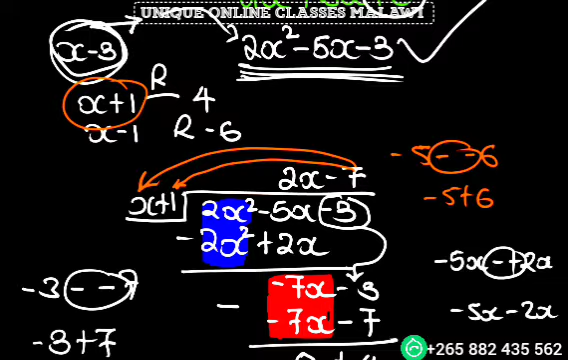 UNIQUE ONLINE CLASSES MALAWI
x-3
2x²-5x-3
x+1 R 4
x-1 R -6
-5--6
-5+6
2x-7
x+1 2x²-5x-3
-2x²+2x
-5x-+2x
-5x-2x
-3--7
-3+7
-7x-3
- -7x-7
+265 882 435 562